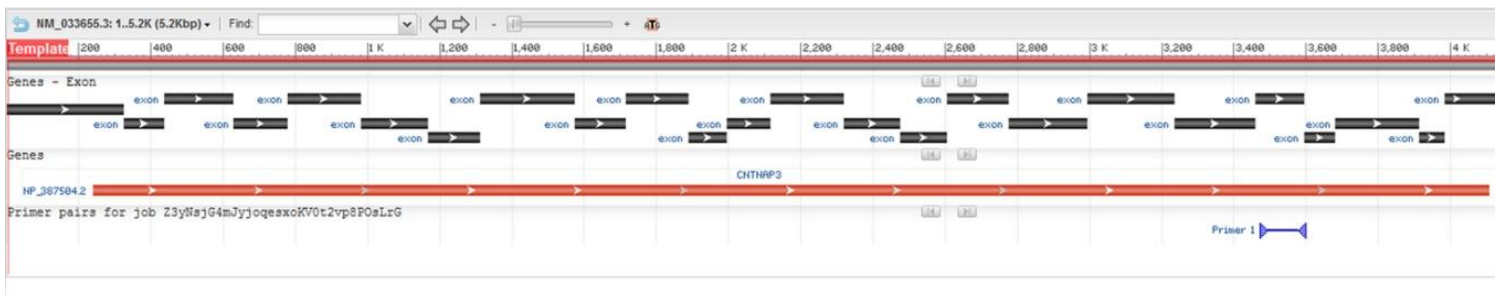 NM_033655.3: 1..5.2K (5.2Kbp) Find: - +
Template 200 400 600 800 1 K 1,200 1,400 1,600 1,800 2 K 2,200 2,400 2,600 2,800 3 K 3,200 3,400 3,600 3,800 4 K
Genes - Exon
exon exon exon exon exon exon exon exon exon
exon exon exon exon exon exon exon exon exon
exon exon exon exon exon
Genes
CNTNAP3
NP_387504.2
Primer pairs for job Z3yNsjG4mJyjoqesxoKV0t2vp8POsLrG
Primer 1